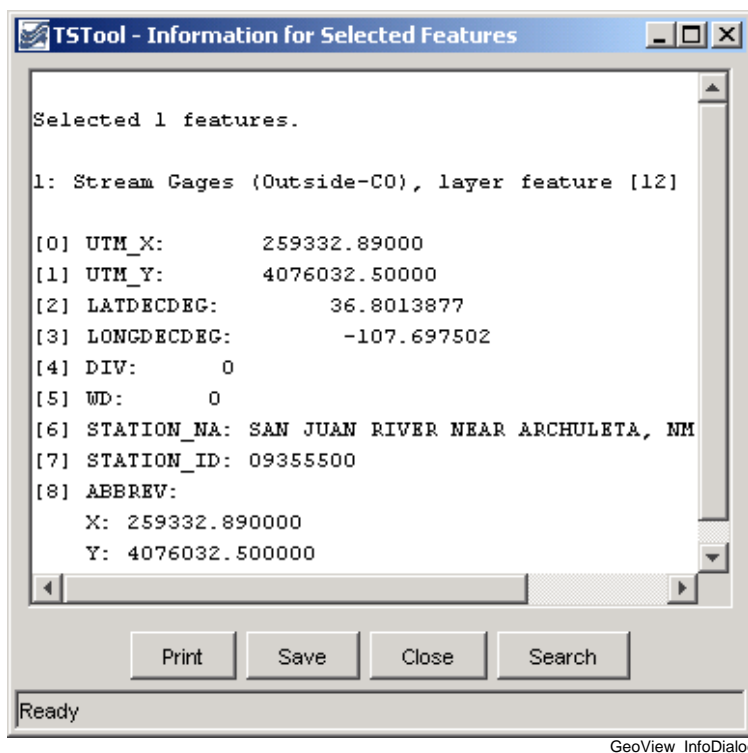 TSTool - Information for Selected Features
Selected 1 features.
1: Stream Gages (Outside-CO), layer feature [12]
[0] UTM_X: 259332.89000
[1] UTM_Y: 4076032.50000
[2] LATDECDEG: 36.8013877
[3] LONGDECDEG: -107.697502
[4] DIV: 0
[5] WD: 0
[6] STATION_NA: SAN JUAN RIVER NEAR ARCHULETA, NM
[7] STATION_ID: 09355500
[8] ABBREV:
X: 259332.890000
Y: 4076032.500000
Print Save Close Search
Ready
GeoView_InfoDialo